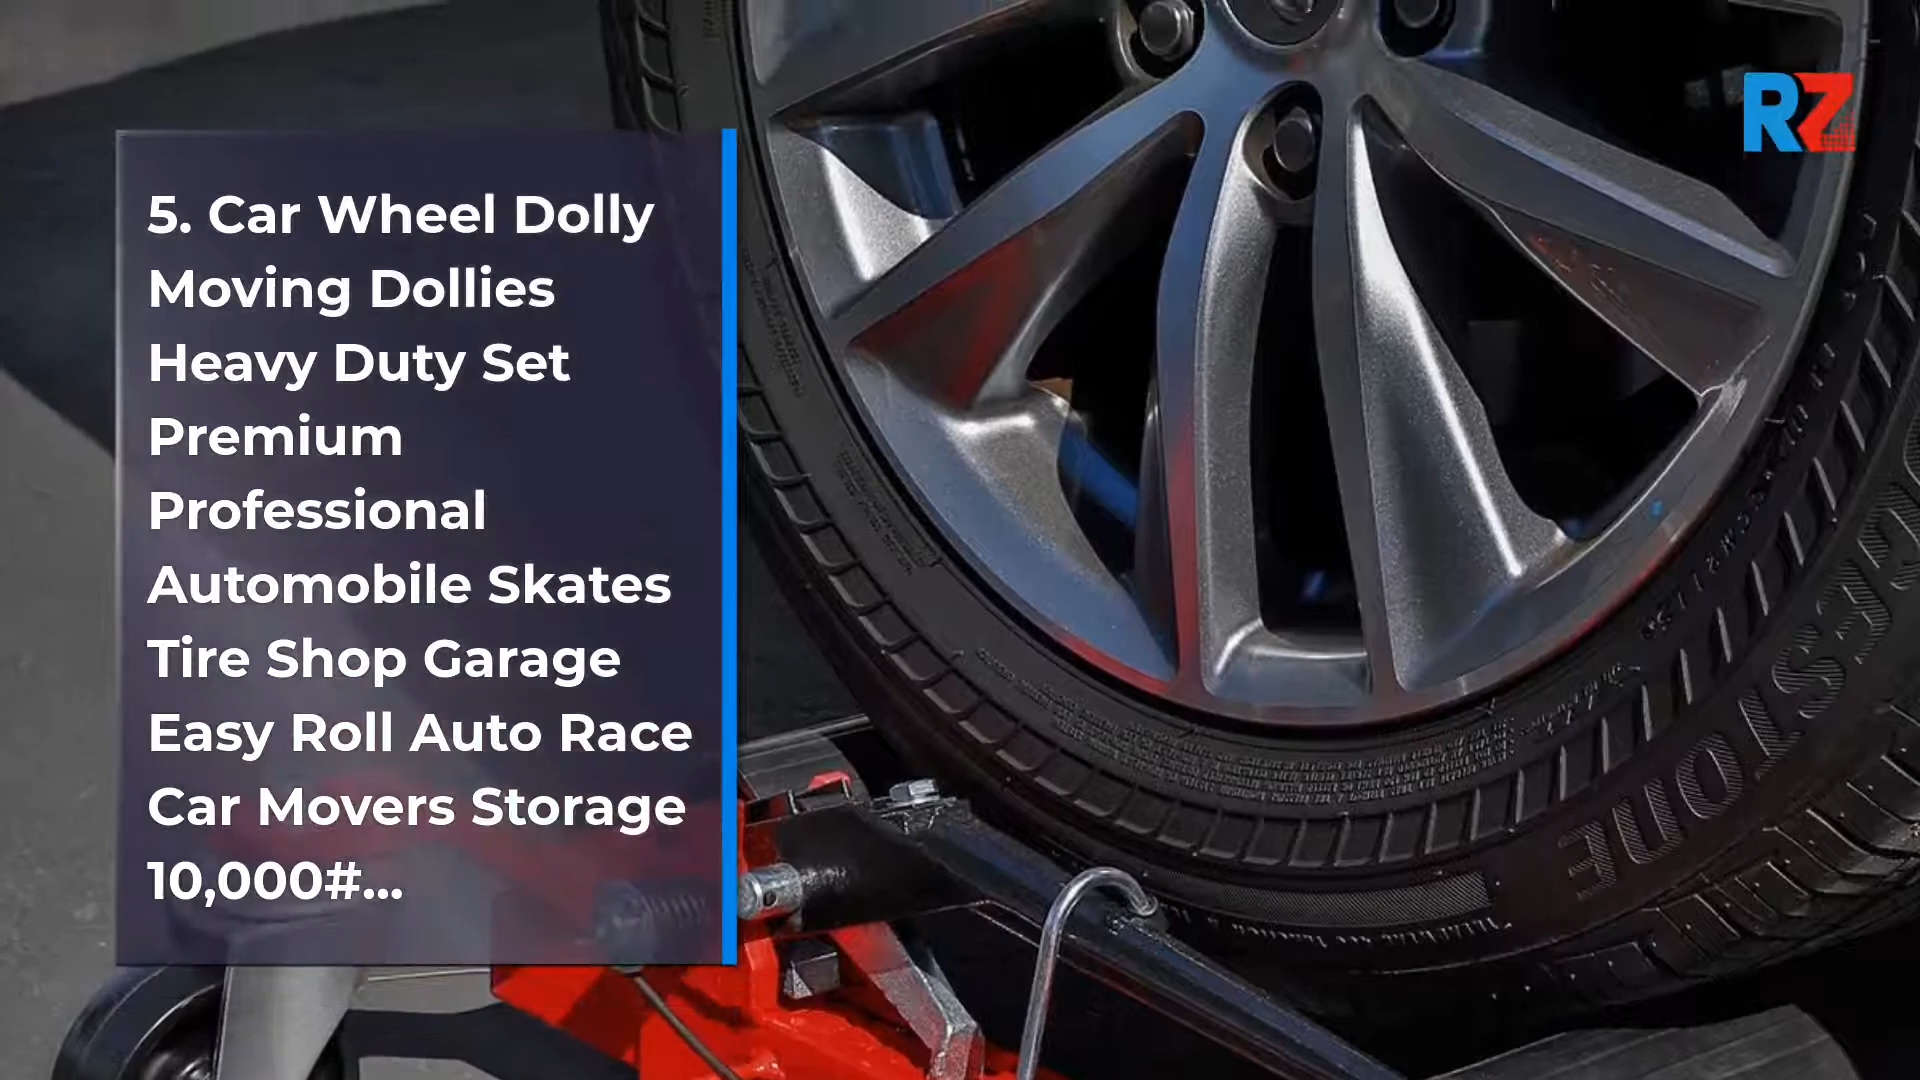 RZ
5. Car Wheel Dolly
Moving Dollies
Heavy Duty Set
Premium
Professional
Automobile Skates
Tire Shop Garage
Easy Roll Auto Race
Car Movers Storage
10,000#...